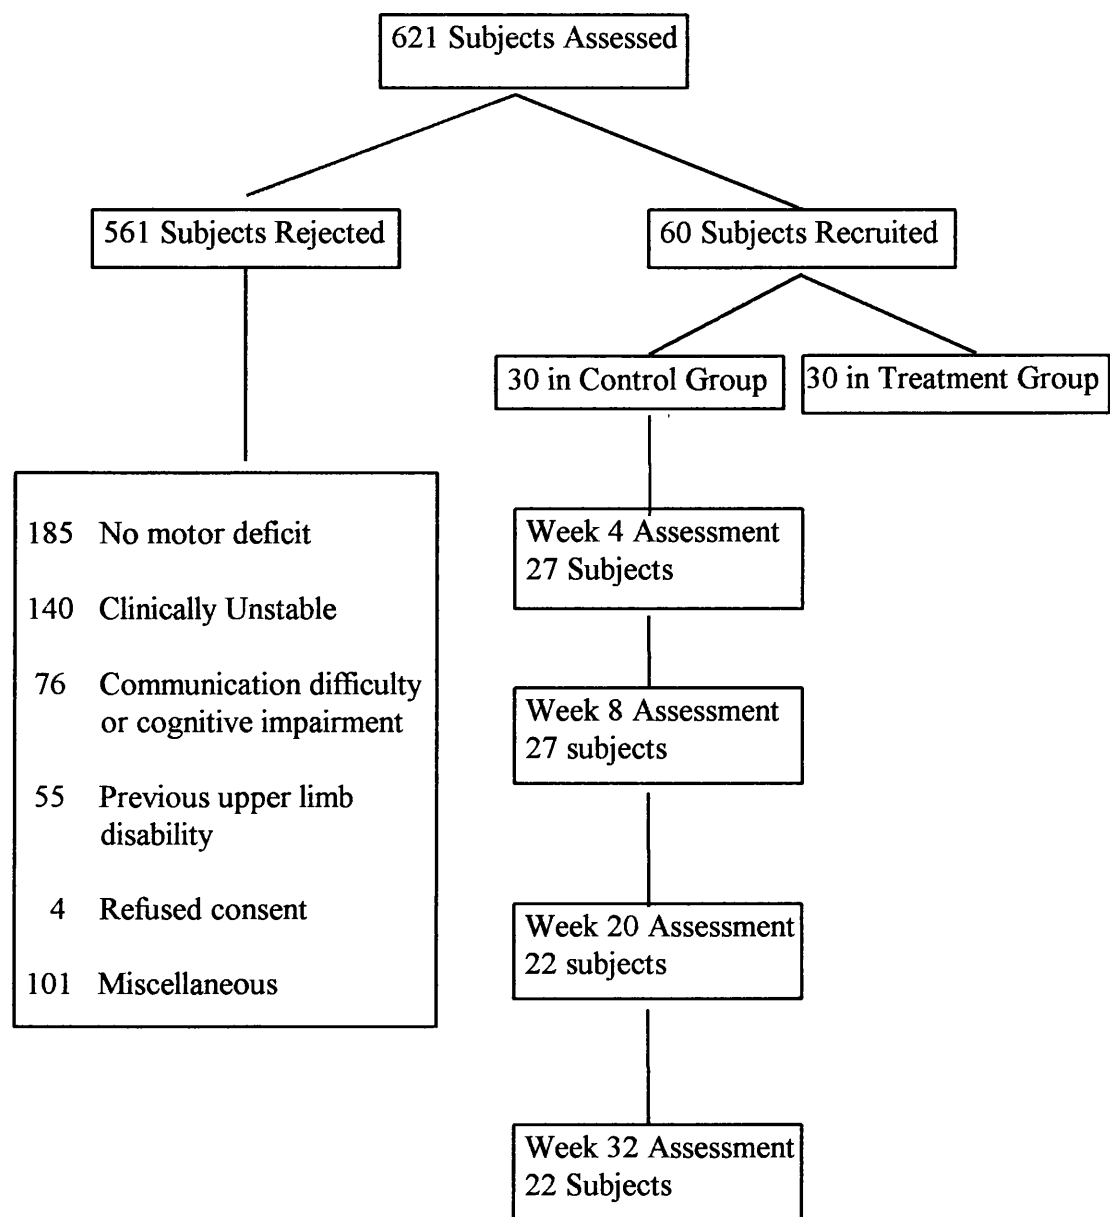 621 Subjects Assessed
561 Subjects Rejected
60 Subjects Recruited
30 in Control Group
30 in Treatment Group
185 No motor deficit
140 Clinically Unstable
76 Communication difficulty
or cognitive impairment
55 Previous upper limb
disability
4 Refused consent
101 Miscellaneous
Week 4 Assessment
27 Subjects
Week 8 Assessment
27 subjects
Week 20 Assessment
22 subjects
Week 32 Assessment
22 Subjects